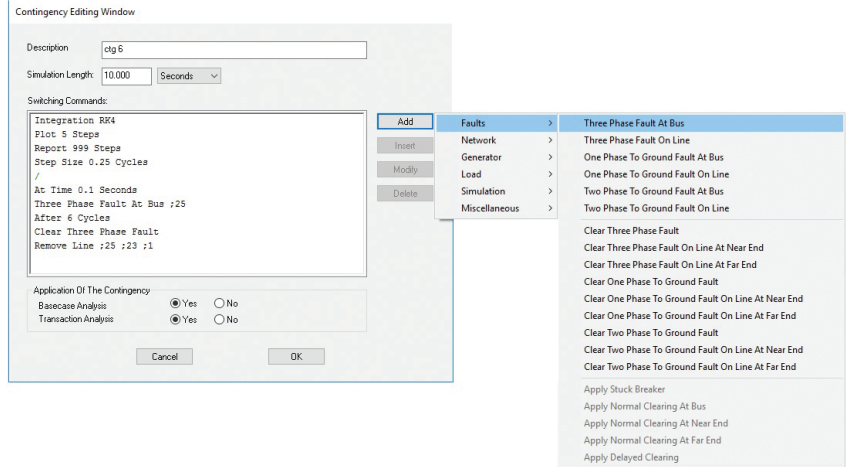 Contingency Editing Window
Description ctg 6
Simulation Length: 10.000 Seconds
Switching Commands:
Integration RK4
Plot 5 Steps
Report 999 Steps
Step Size 0.25 Cycles
/
At Time 0.1 Seconds
Three Phase Fault At Bus ;25
After 6 Cycles
Clear Three Phase Fault
Remove Line ;25 ;23 ;1
Add
Insert
Modify
Delete
Application Of The Contingency
Basecase Analysis Yes No
Transaction Analysis Yes No
Cancel OK
Faults >
Network >
Generator >
Load >
Simulation >
Miscellaneous >
Three Phase Fault At Bus
Three Phase Fault On Line
One Phase To Ground Fault At Bus
One Phase To Ground Fault On Line
Two Phase To Ground Fault At Bus
Two Phase To Ground Fault On Line
Clear Three Phase Fault
Clear Three Phase Fault On Line At Near End
Clear Three Phase Fault On Line At Far End
Clear One Phase To Ground Fault
Clear One Phase To Ground Fault On Line At Near End
Clear One Phase To Ground Fault On Line At Far End
Clear Two Phase To Ground Fault
Clear Two Phase To Ground Fault On Line At Near End
Clear Two Phase To Ground Fault On Line At Far End
Apply Stuck Breaker
Apply Normal Clearing At Bus
Apply Normal Clearing At Near End
Apply Normal Clearing At Far End
Apply Delayed Clearing